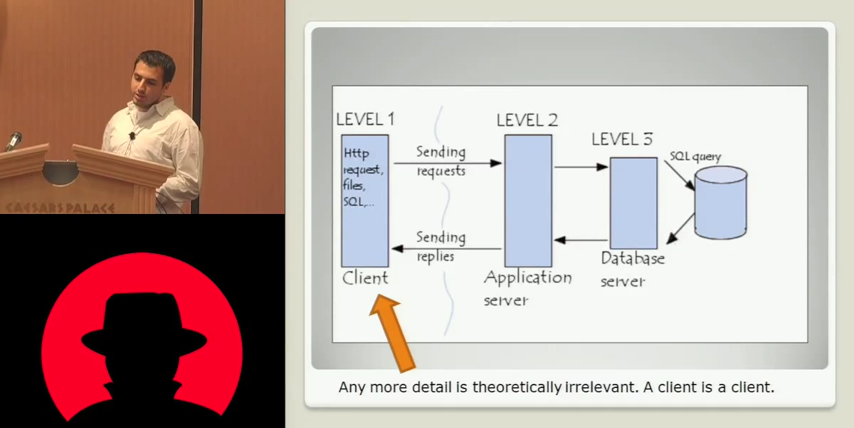 CAESARS PALACE
LEVEL 1
LEVEL 2
LEVEL 3
Http
request,
files,
SQL,...
Sending
requests
SQL query
Sending
replies
Client
Application
server
Database
server
Any more detail is theoretically irrelevant. A client is a client.